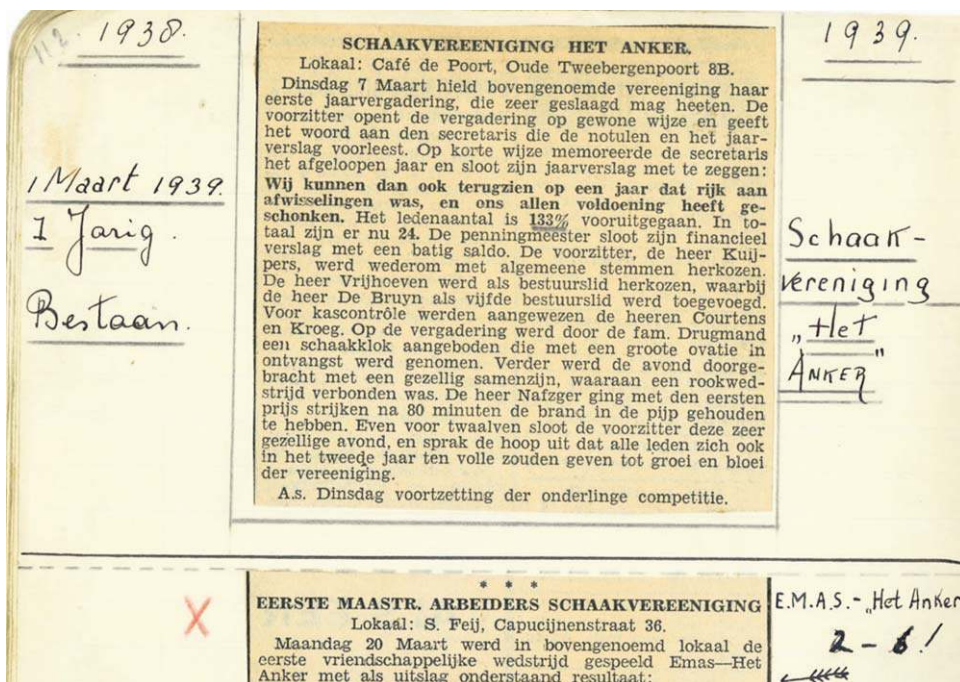 112.
1938.
1939.
1 Maart 1939.
1 Jarig.
Bestaan.
SCHAAKVEREENIGING HET ANKER.
Lokaal: Café de Poort, Oude Tweebergenpoort 8B.
Dinsdag 7 Maart hield bovengenoemde vereeniging haar
eerste jaarvergadering, die zeer geslaagd mag heeten. De
voorzitter opent de vergadering op gewone wijze en geeft
het woord aan den secretaris die de notulen en het jaar-
verslag voorleest. Op korte wijze memoreerde de secretaris
het afgeloopen jaar en sloot zijn jaarverslag met te zeggen:
Wij kunnen dan ook terugzien op een jaar dat rijk aan
afwisselingen was, en ons allen voldoening heeft ge-
schonken. Het ledenaantal is 133% vooruitgegaan. In to-
taal zijn er nu 24. De penningmeester sloot zijn financieel
verslag met een batig saldo. De voorzitter, de heer Kuij-
pers, werd wederom met algemeene stemmen herkozen.
De heer Vrijhoeven werd als bestuurslid herkozen, waarbij
de heer De Bruyn als vijfde bestuurslid werd toegevoegd.
Voor kascontrôle werden aangewezen de heeren Courtens
en Kroeg. Op de vergadering werd door de fam. Drugmand
een schaakklok aangeboden die met een groote ovatie in
ontvangst werd genomen. Verder werd de avond doorge-
bracht met een gezellig samenzijn, waaraan een rookwed-
strijd verbonden was. De heer Nafzger ging met den eersten
prijs strijken na 80 minuten de brand in de pijp gehouden
te hebben. Even voor twaalven sloot de voorzitter deze zeer
gezellige avond, en sprak de hoop uit dat alle leden zich ook
in het tweede jaar ten volle zouden geven tot groei en bloei
der vereeniging.
A.s. Dinsdag voortzetting der onderlinge competitie.
Schaak-
vereniging
„Het
ANKER"
X
* * *
EERSTE MAASTR. ARBEIDERS SCHAAKVEREENIGING
Lokaal: S. Feij, Capucijnenstraat 36.
Maandag 20 Maart werd in bovengenoemd lokaal de
eerste vriendschappelijke wedstrijd gespeeld Emas—Het
Anker met als uitslag onderstaand resultaat:
E.M.A.S. - „Het Anker
2 - 6!